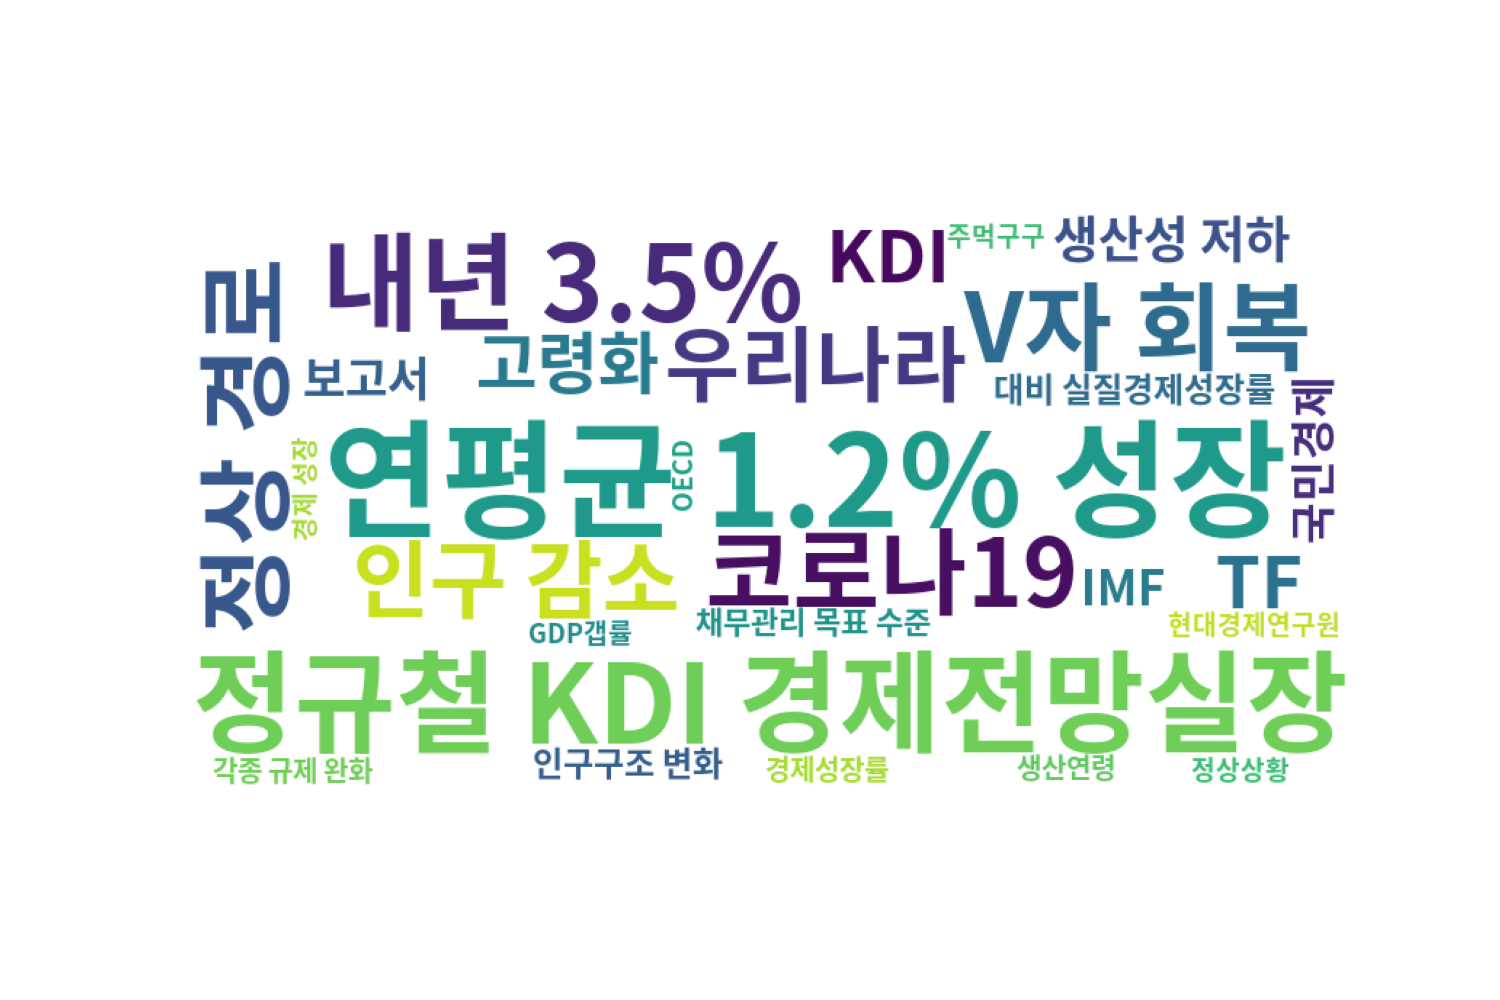 내년 3.5%
KDI
주먹구구
생산성 저하
정상 경로
보고서
고령화
우리나라
V자 회복
대비 실질경제성장률
국민경제
경제 성장
연평균 1.2% 성장
OECD
인구 감소
코로나19
IMF
TF
GDP갭률
채무관리 목표 수준
현대경제연구원
정규철 KDI 경제전망실장
각종 규제 완화
인구구조 변화
경제성장률
생산연령
정상상황